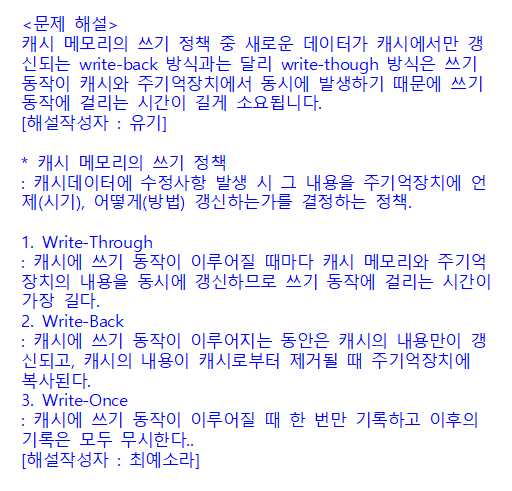 <문제 해설>
캐시 메모리의 쓰기 정책 중 새로운 데이터가 캐시에서만 갱
신되는 write-back 방식과는 달리 write-though 방식은 쓰기
동작이 캐시와 주기억장치에서 동시에 발생하기 때문에 쓰기
동작에 걸리는 시간이 길게 소요됩니다.
[해설작성자 : 유기]

* 캐시 메모리의 쓰기 정책
: 캐시데이터에 수정사항 발생 시 그 내용을 주기억장치에 언
제(시기), 어떻게(방법) 갱신하는가를 결정하는 정책.

1. Write-Through
: 캐시에 쓰기 동작이 이루어질 때마다 캐시 메모리와 주기억
장치의 내용을 동시에 갱신하므로 쓰기 동작에 걸리는 시간이
가장 길다.
2. Write-Back
: 캐시에 쓰기 동작이 이루어지는 동안은 캐시의 내용만이 갱
신되고, 캐시의 내용이 캐시로부터 제거될 때 주기억장치에
복사된다.
3. Write-Once
: 캐시에 쓰기 동작이 이루어질 때 한 번만 기록하고 이후의
기록은 모두 무시한다..
[해설작성자 : 최예소라]